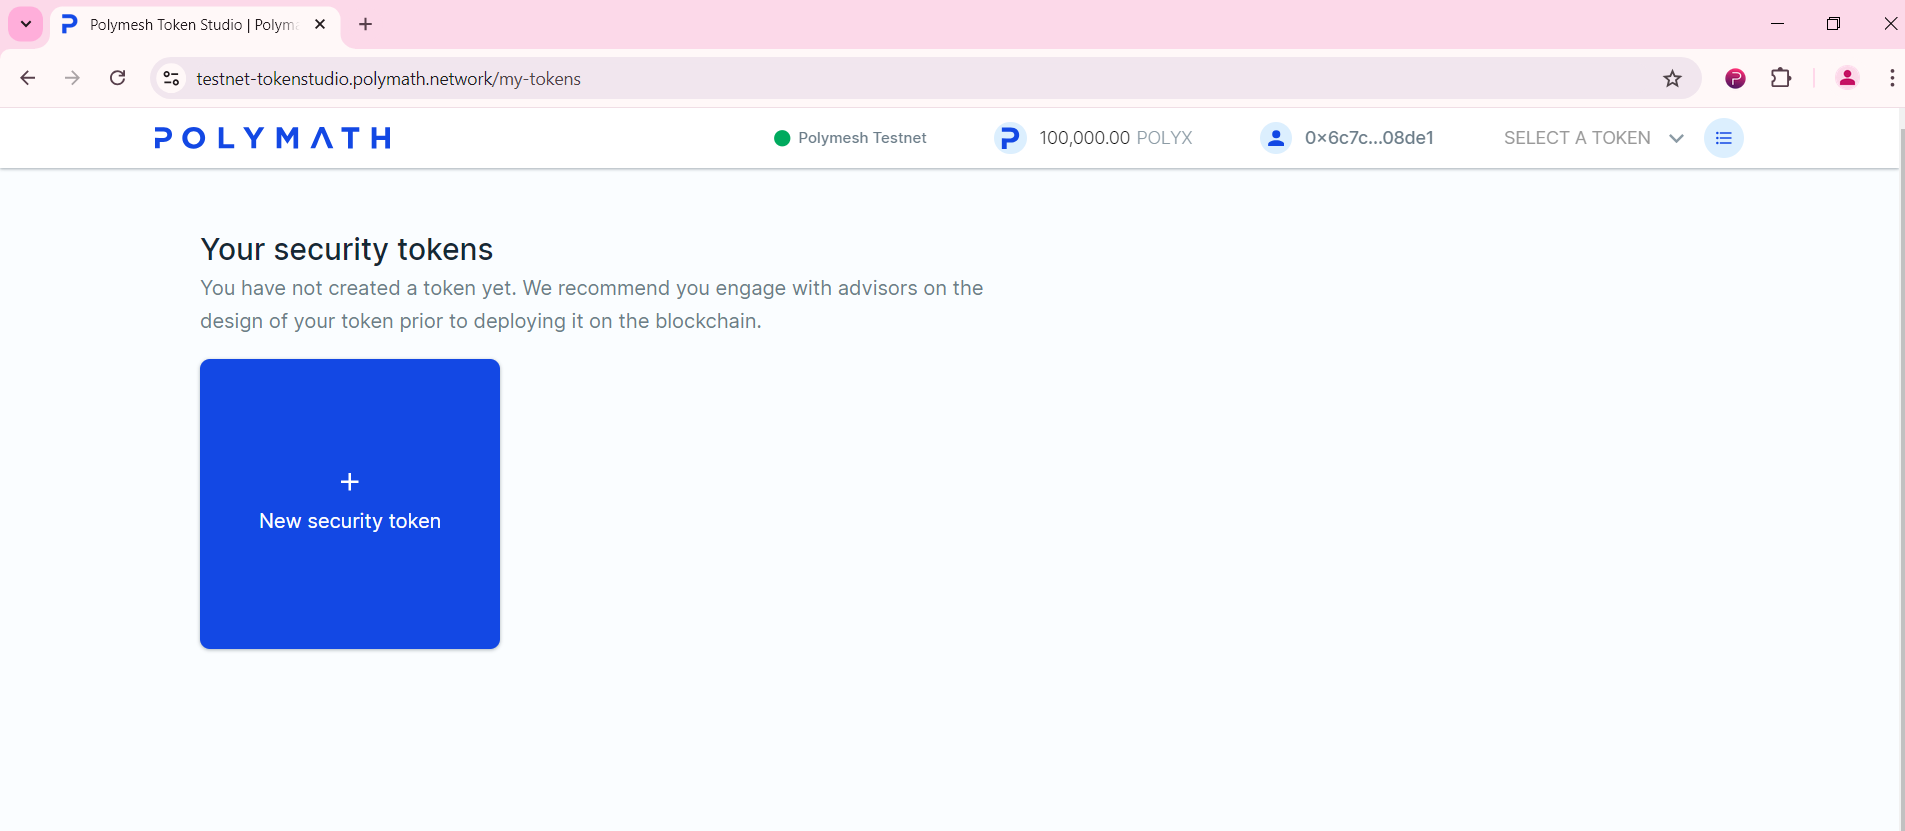 Polymesh Token Studio | Polym
testnet-tokenstudio.polymath.network/my-tokens
POLYMATH
Polymesh Testnet
100,000.00 POLYX
0x6c7c...08de1
SELECT A TOKEN
Your security tokens
You have not created a token yet. We recommend you engage with advisors on the
design of your token prior to deploying it on the blockchain.
+
New security token